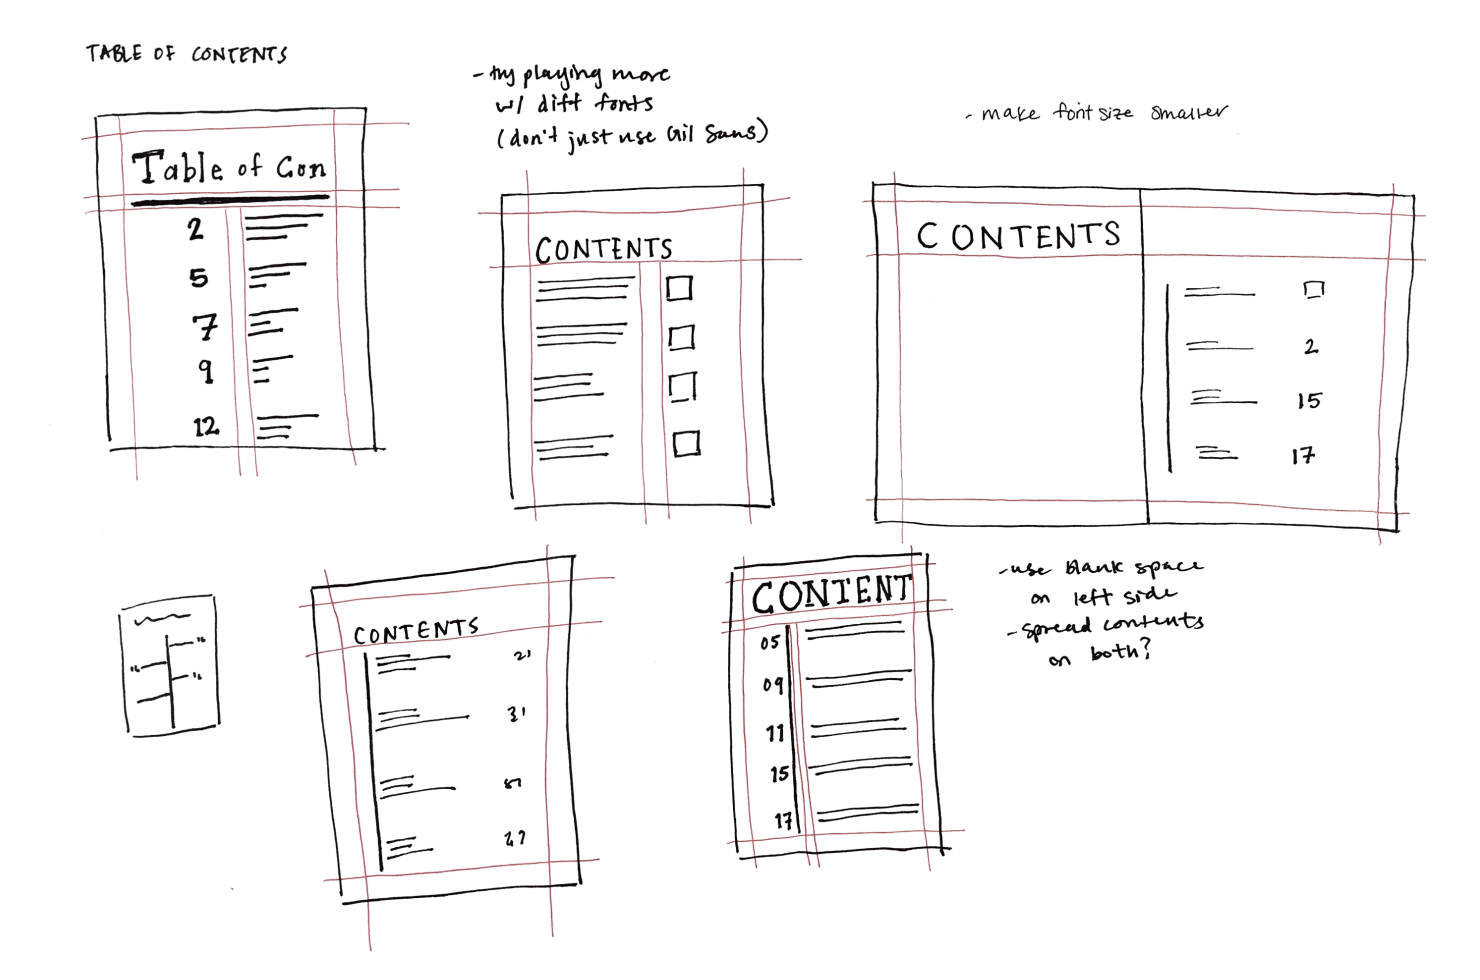 TABLE OF CONTENTS
- try playing more
w/ diff fonts
(don't just use Gil Sans)
- make font size smaller
Table of Con
2
5
7
9
12
CONTENTS
CONTENTS
2
15
17
CONTENTS
21
31
CONTENT
05
09
11
15
17
-use blank space
on left side
-spread contents
on both?